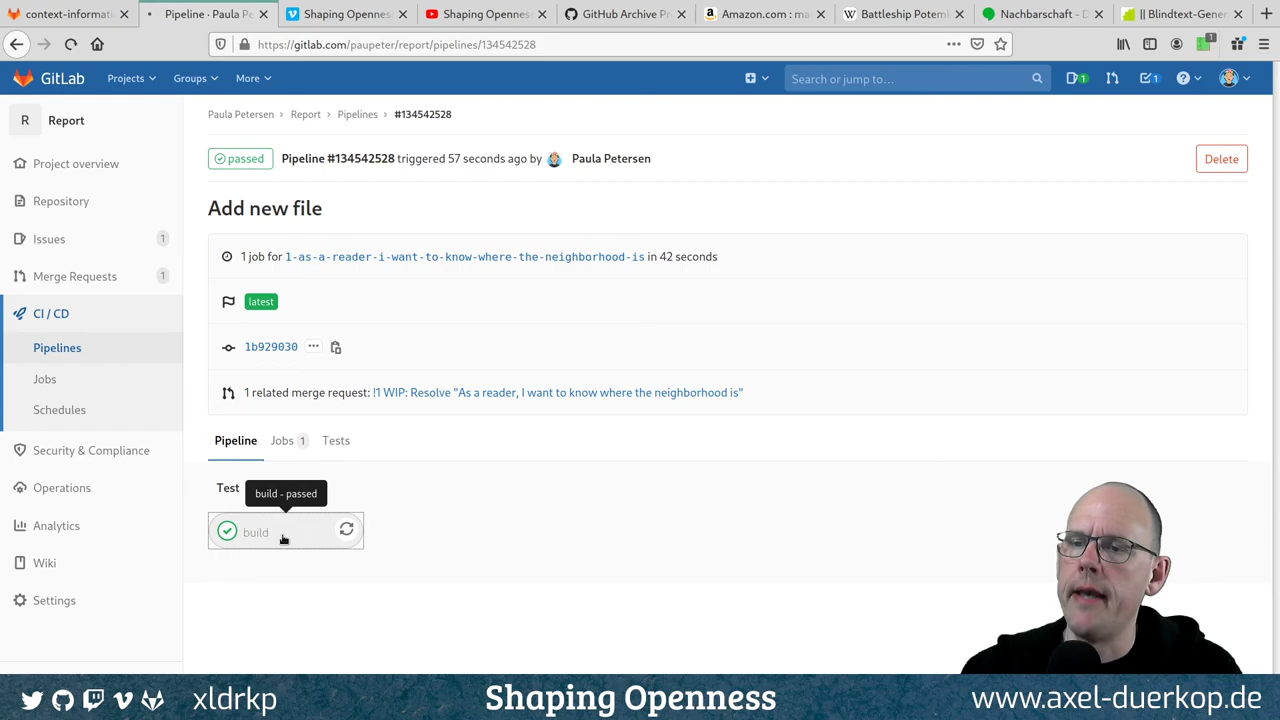 context-informati
Pipeline · Paula Pe
Shaping Openness
Shaping Openness
GitHub Archive Pr
Amazon.com : ma
Battleship Potem
Nachbarschaft - D
|| Blindtext-Gener
https://gitlab.com/paupeter/report/pipelines/134542528
1
GitLab
Projects
Groups
More
Search or jump to…
1
1
R
Report
Project overview
Repository
Issues
1
Merge Requests
1
CI / CD
Pipelines
Jobs
Schedules
Security & Compliance
Operations
Analytics
Wiki
Settings
Paula Petersen > Report > Pipelines > #134542528
passed
Pipeline #134542528 triggered 57 seconds ago by Paula Petersen
Delete
Add new file
1 job for 1-as-a-reader-i-want-to-know-where-the-neighborhood-is in 42 seconds
latest
1b929030
1 related merge request: !1 WIP: Resolve "As a reader, I want to know where the neighborhood is"
Pipeline
Jobs 1
Tests
Test
build - passed
build
xldrkp
Shaping Openness
www.axel-duerkop.de